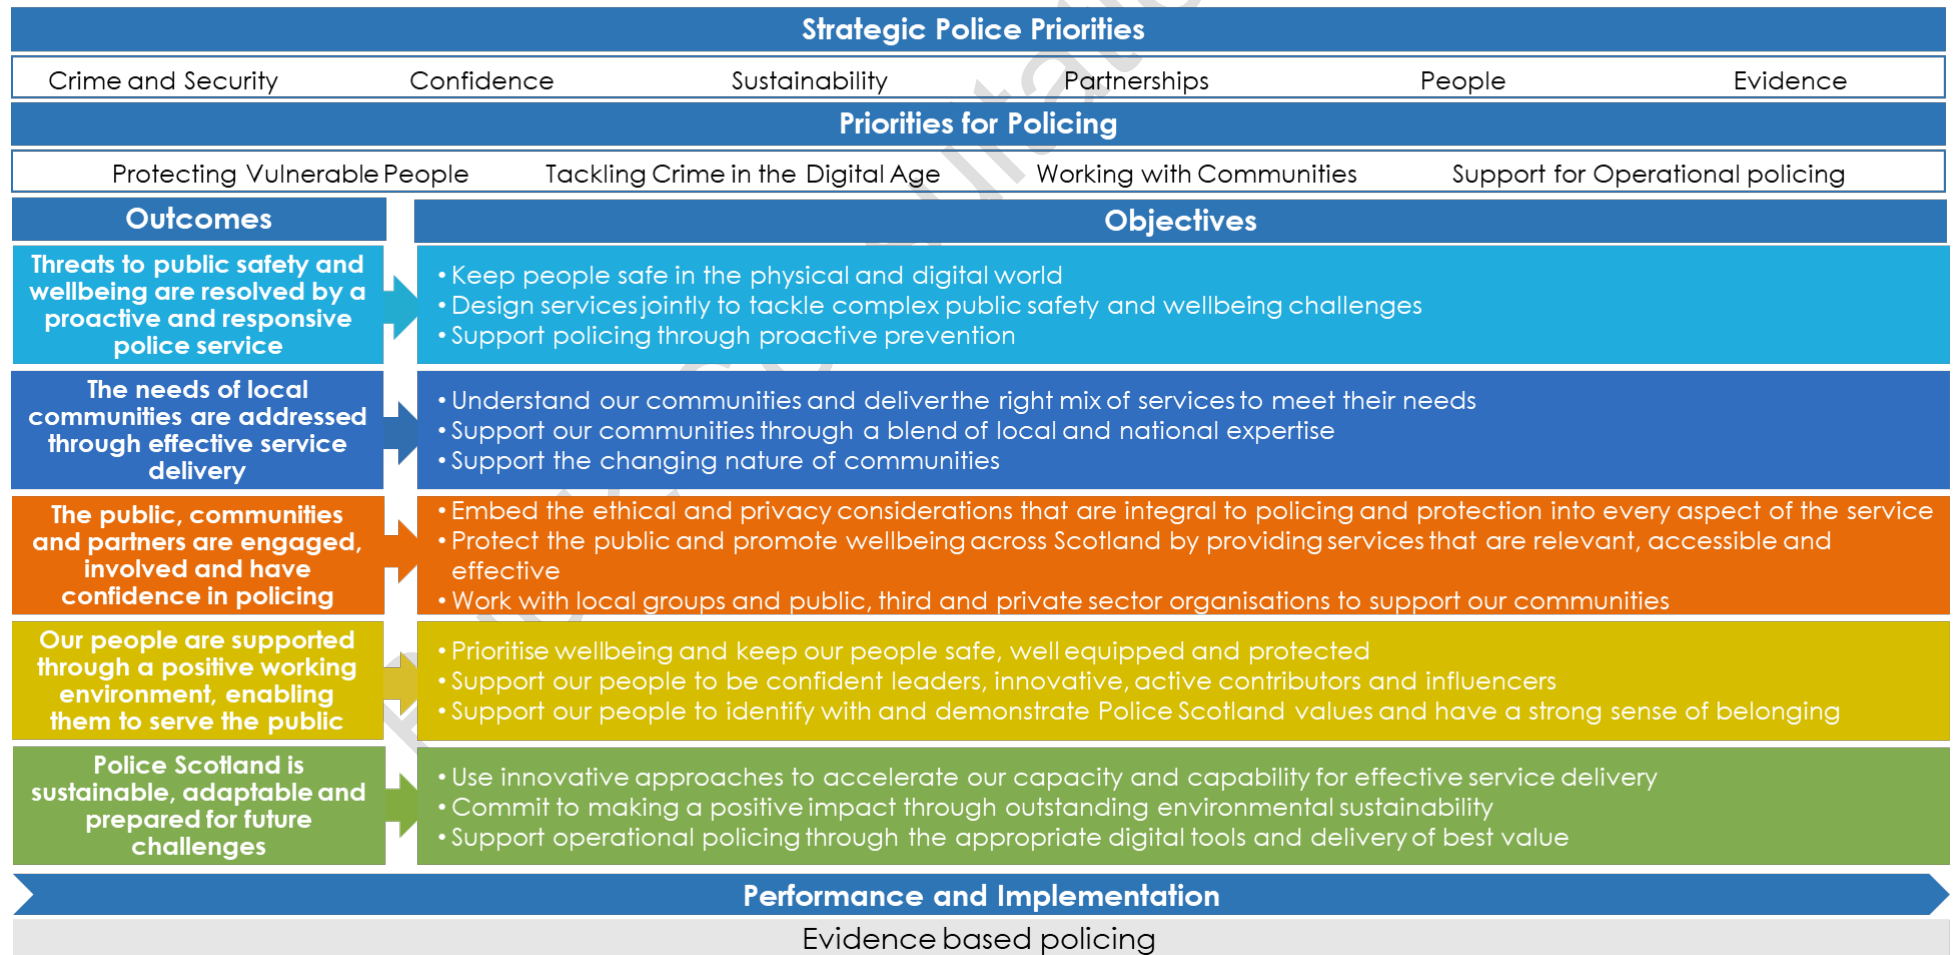 Strategic Police Priorities
Crime and Security Confidence Sustainability Partnerships People Evidence
Priorities for Policing
Protecting Vulnerable People Tackling Crime in the Digital Age Working with Communities Support for Operational policing
Outcomes
Objectives
Threats to public safety and
wellbeing are resolved by a
proactive and responsive
police service
• Keep people safe in the physical and digital world
• Design services jointly to tackle complex public safety and wellbeing challenges
• Support policing through proactive prevention
The needs of local
communities are addressed
through effective service
delivery
• Understand our communities and deliver the right mix of services to meet their needs
• Support our communities through a blend of local and national expertise
• Support the changing nature of communities
The public, communities
and partners are engaged,
involved and have
confidence in policing
• Embed the ethical and privacy considerations that are integral to policing and protection into every aspect of the service
• Protect the public and promote wellbeing across Scotland by providing services that are relevant, accessible and
effective
• Work with local groups and public, third and private sector organisations to support our communities
Our people are supported
through a positive working
environment, enabling
them to serve the public
• Prioritise wellbeing and keep our people safe, well equipped and protected
• Support our people to be confident leaders, innovative, active contributors and influencers
• Support our people to identify with and demonstrate Police Scotland values and have a strong sense of belonging
Police Scotland is
sustainable, adaptable and
prepared for future
challenges
• Use innovative approaches to accelerate our capacity and capability for effective service delivery
• Commit to making a positive impact through outstanding environmental sustainability
• Support operational policing through the appropriate digital tools and delivery of best value
Performance and Implementation
Evidence based policing